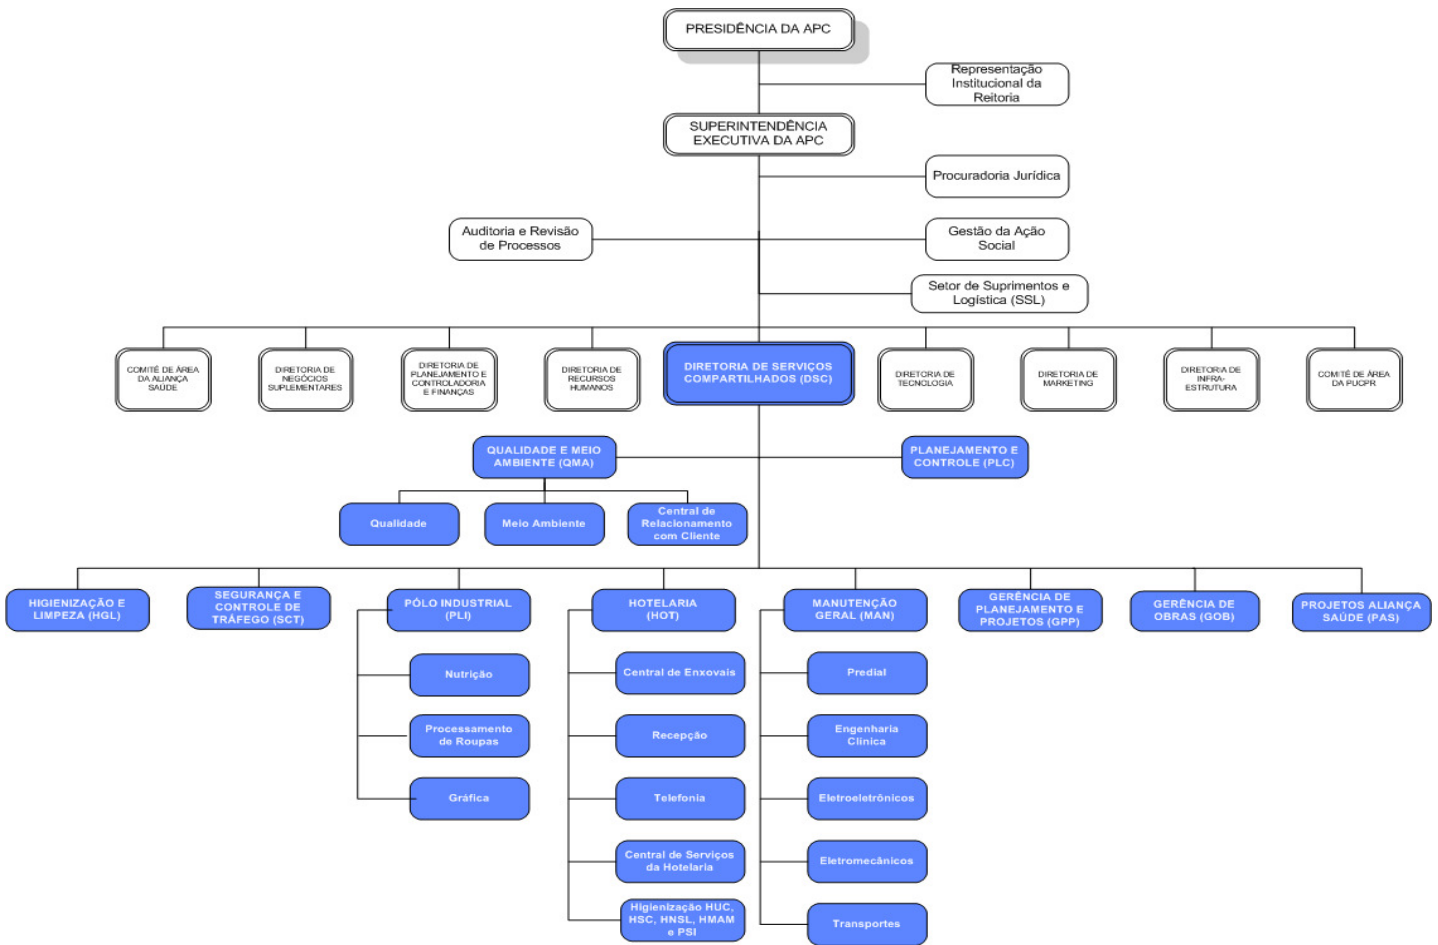 PRESIDÊNCIA DA APC
Representação
Institucional da
Reitoria
SUPERINTENDÊNCIA
EXECUTIVA DA APC
Procuradoria Jurídica
Auditoria e Revisão
de Processos
Gestão da Ação
Social
Setor de Suprimentos e
Logística (SSL)
COMITÊ DE ÁREA
DA ALIANÇA
SAÚDE
DIRETORIA DE
NEGÓCIOS
SUPLEMENTARES
DIRETORIA DE
PLANEJAMENTO E
CONTROLADORIA
E FINANÇAS
DIRETORIA DE
RECURSOS
HUMANOS
DIRETORIA DE SERVIÇOS
COMPARTILHADOS (DSC)
DIRETORIA DE
TECNOLOGIA
DIRETORIA DE
MARKETING
DIRETORIA DE
INFRA-
ESTRUTURA
COMITÊ DE ÁREA
DA PUCPR
QUALIDADE E MEIO
AMBIENTE (QMA)
PLANEJAMENTO E
CONTROLE (PLC)
Qualidade
Meio Ambiente
Central de
Relacionamento
com Cliente
HIGIENIZAÇÃO E
LIMPEZA (HGL)
SEGURANÇA E
CONTROLE DE
TRÁFEGO (SCT)
PÓLO INDUSTRIAL
(PLI)
HOTELARIA
(HOT)
MANUTENÇÃO
GERAL (MAN)
GERÊNCIA DE
PLANEJAMENTO E
PROJETOS (GPP)
GERÊNCIA DE
OBRAS (GOB)
PROJETOS ALIANÇA
SAÚDE (PAS)
Nutrição
Central de Enxovais
Predial
Processamento
de Roupas
Recepção
Engenharia
Clínica
Gráfica
Telefonia
Eletroeletrônicos
Central de Serviços
da Hotelaria
Eletromecânicos
Higienização HUC,
HSC, HNSL, HMAM
e PSI
Transportes